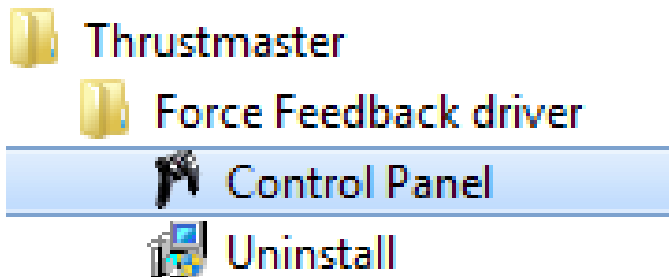 Thrustmaster
Force Feedback driver
Control Panel
Uninstall